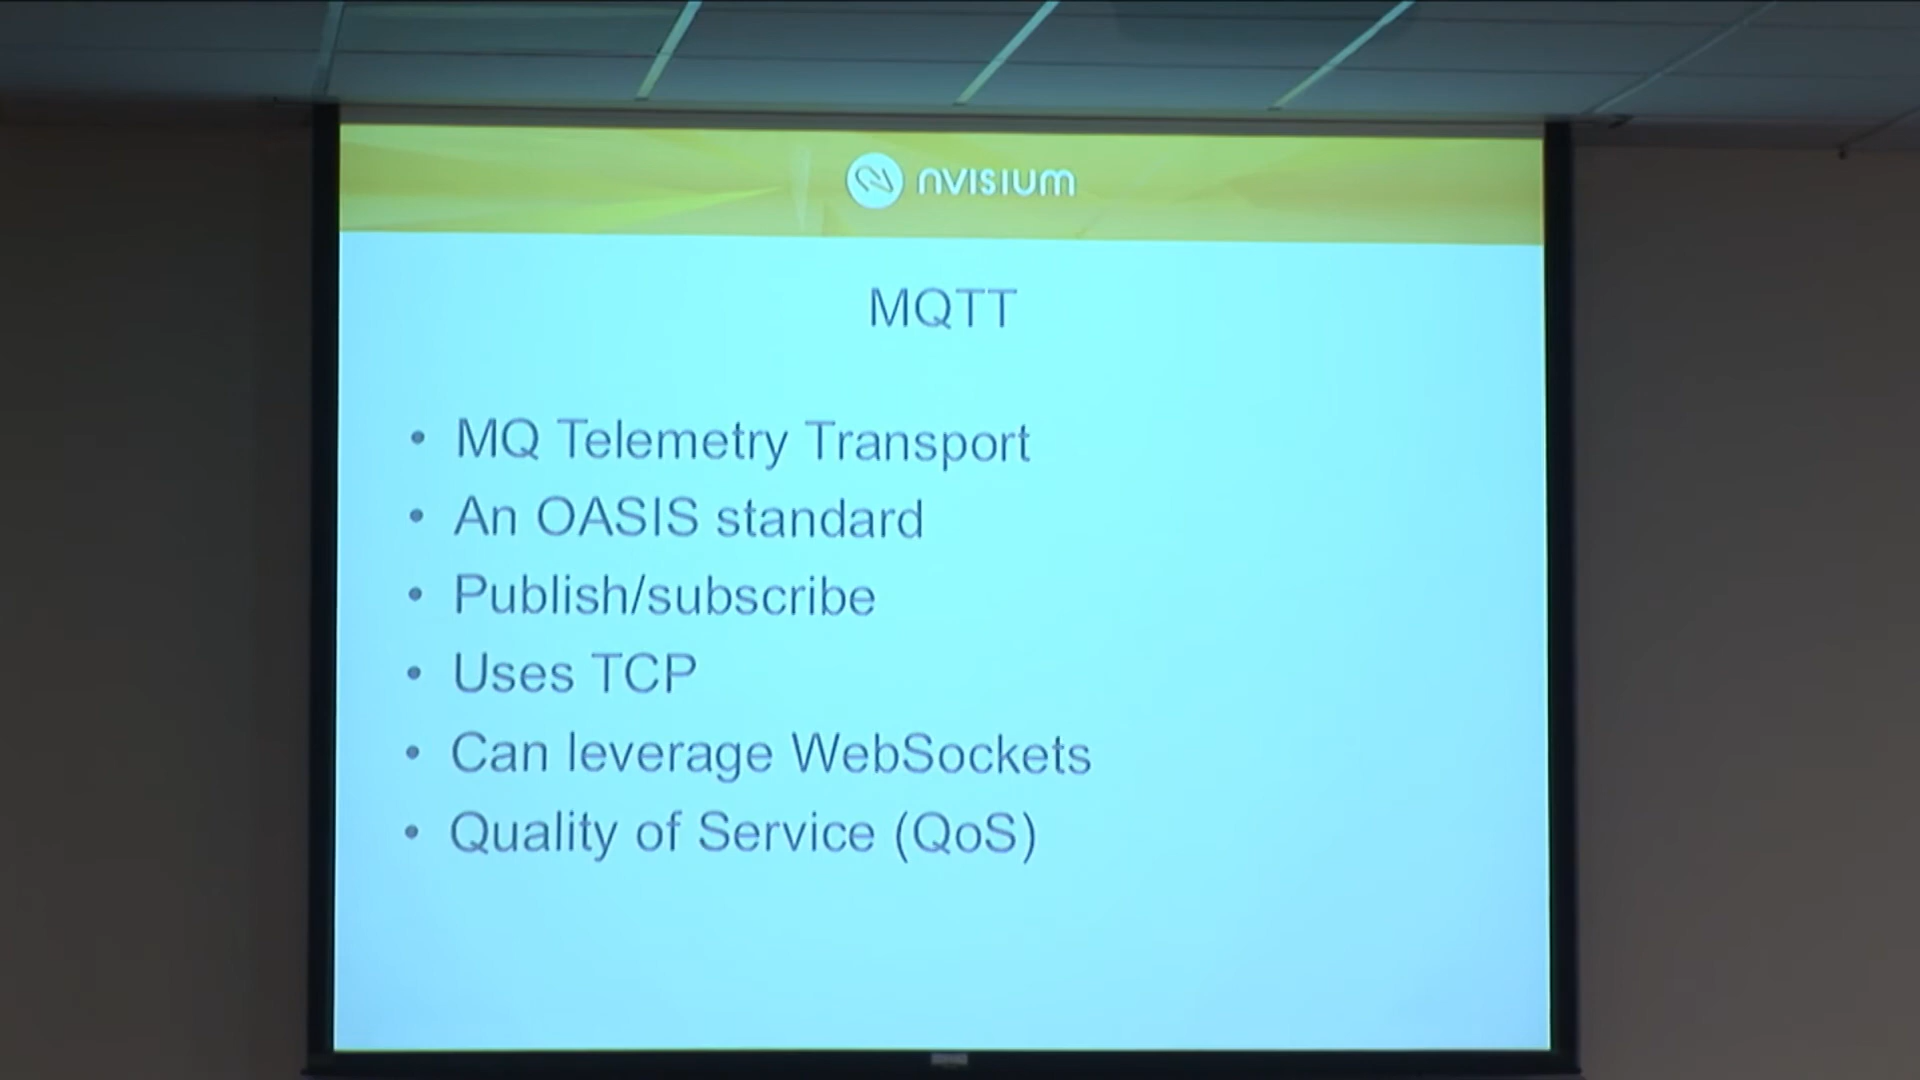 nvisium
MQTT
• MQ Telemetry Transport
• An OASIS standard
• Publish/subscribe
• Uses TCP
• Can leverage WebSockets
• Quality of Service (QoS)